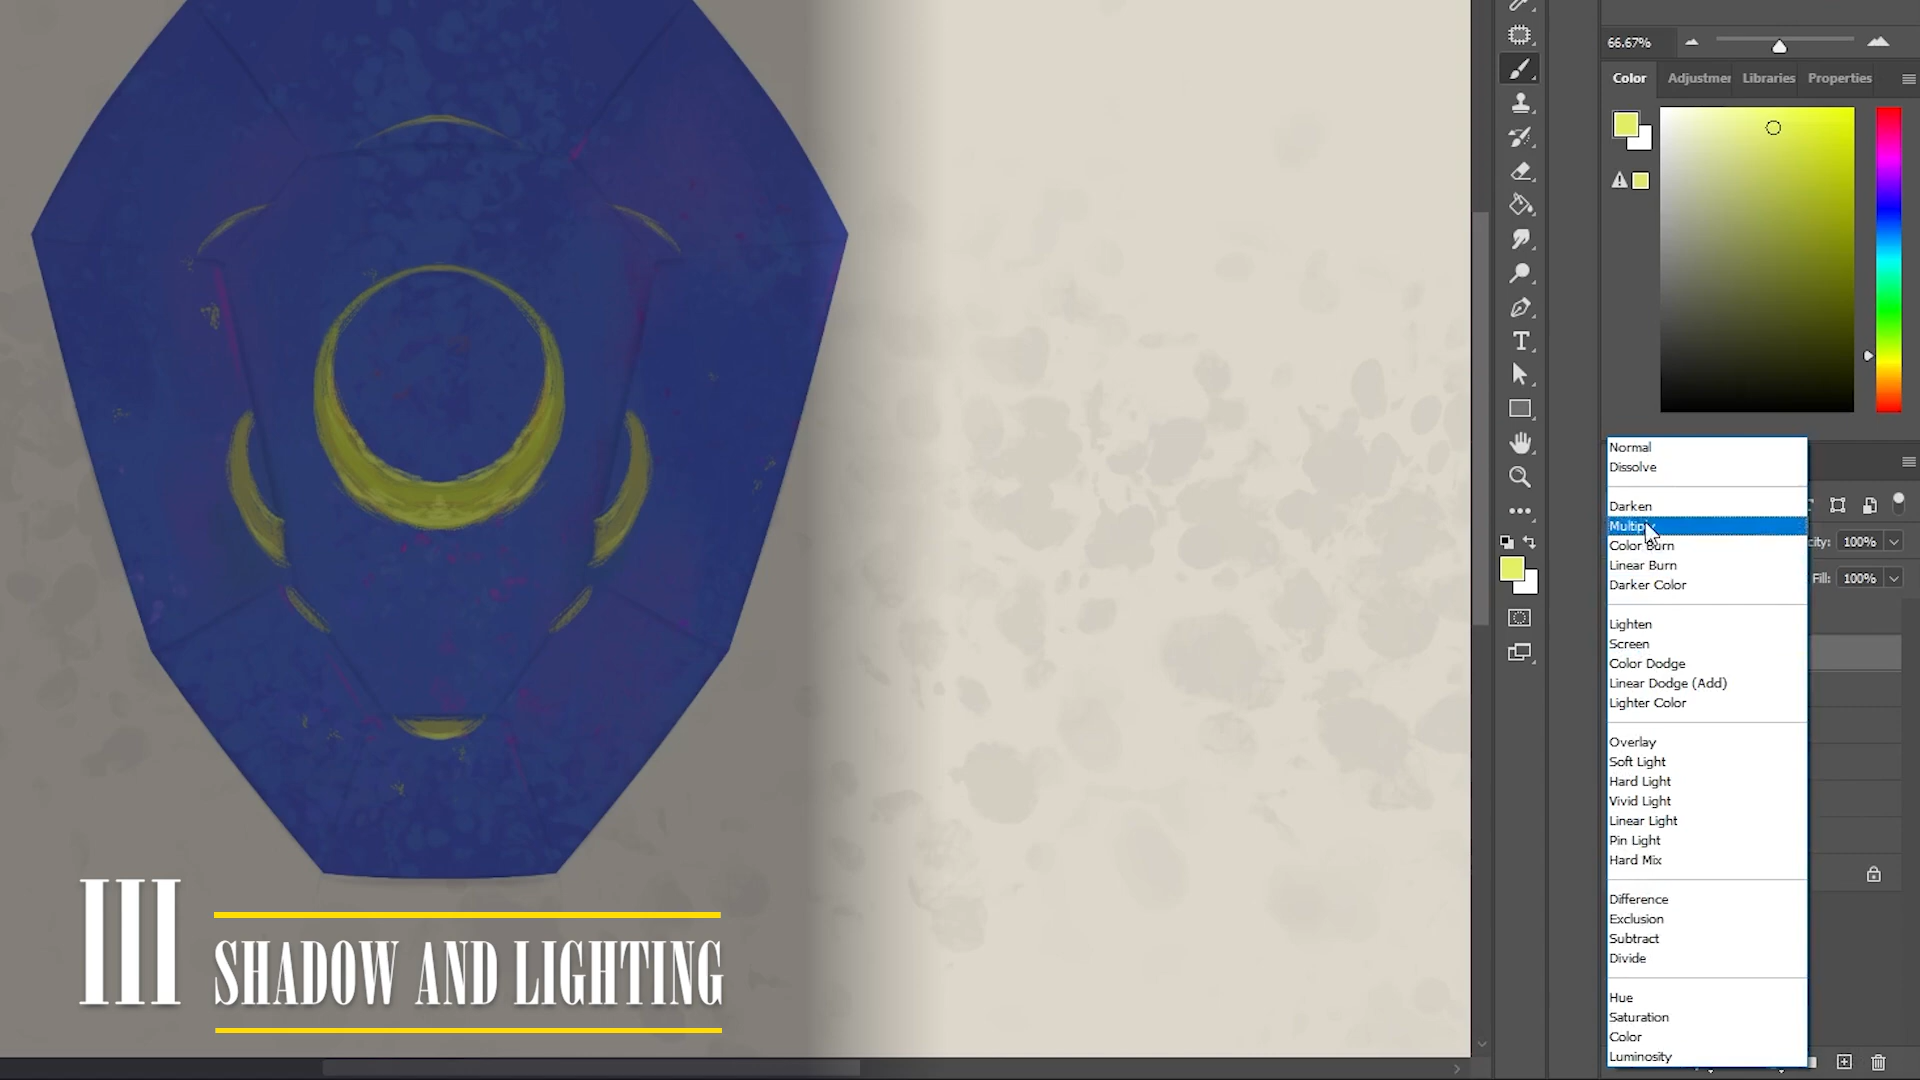 66.67%
Color Adjustmer Libraries Properties
Normal
Dissolve
Darken
Multiply
Color Burn
Linear Burn
Darker Color
Lighten
Screen
Color Dodge
Linear Dodge (Add)
Lighter Color
Overlay
Soft Light
Hard Light
Vivid Light
Linear Light
Pin Light
Hard Mix
Difference
Exclusion
Subtract
Divide
Hue
Saturation
Color
Luminosity
city: 100%
Fill: 100%
III
SHADOW AND LIGHTING